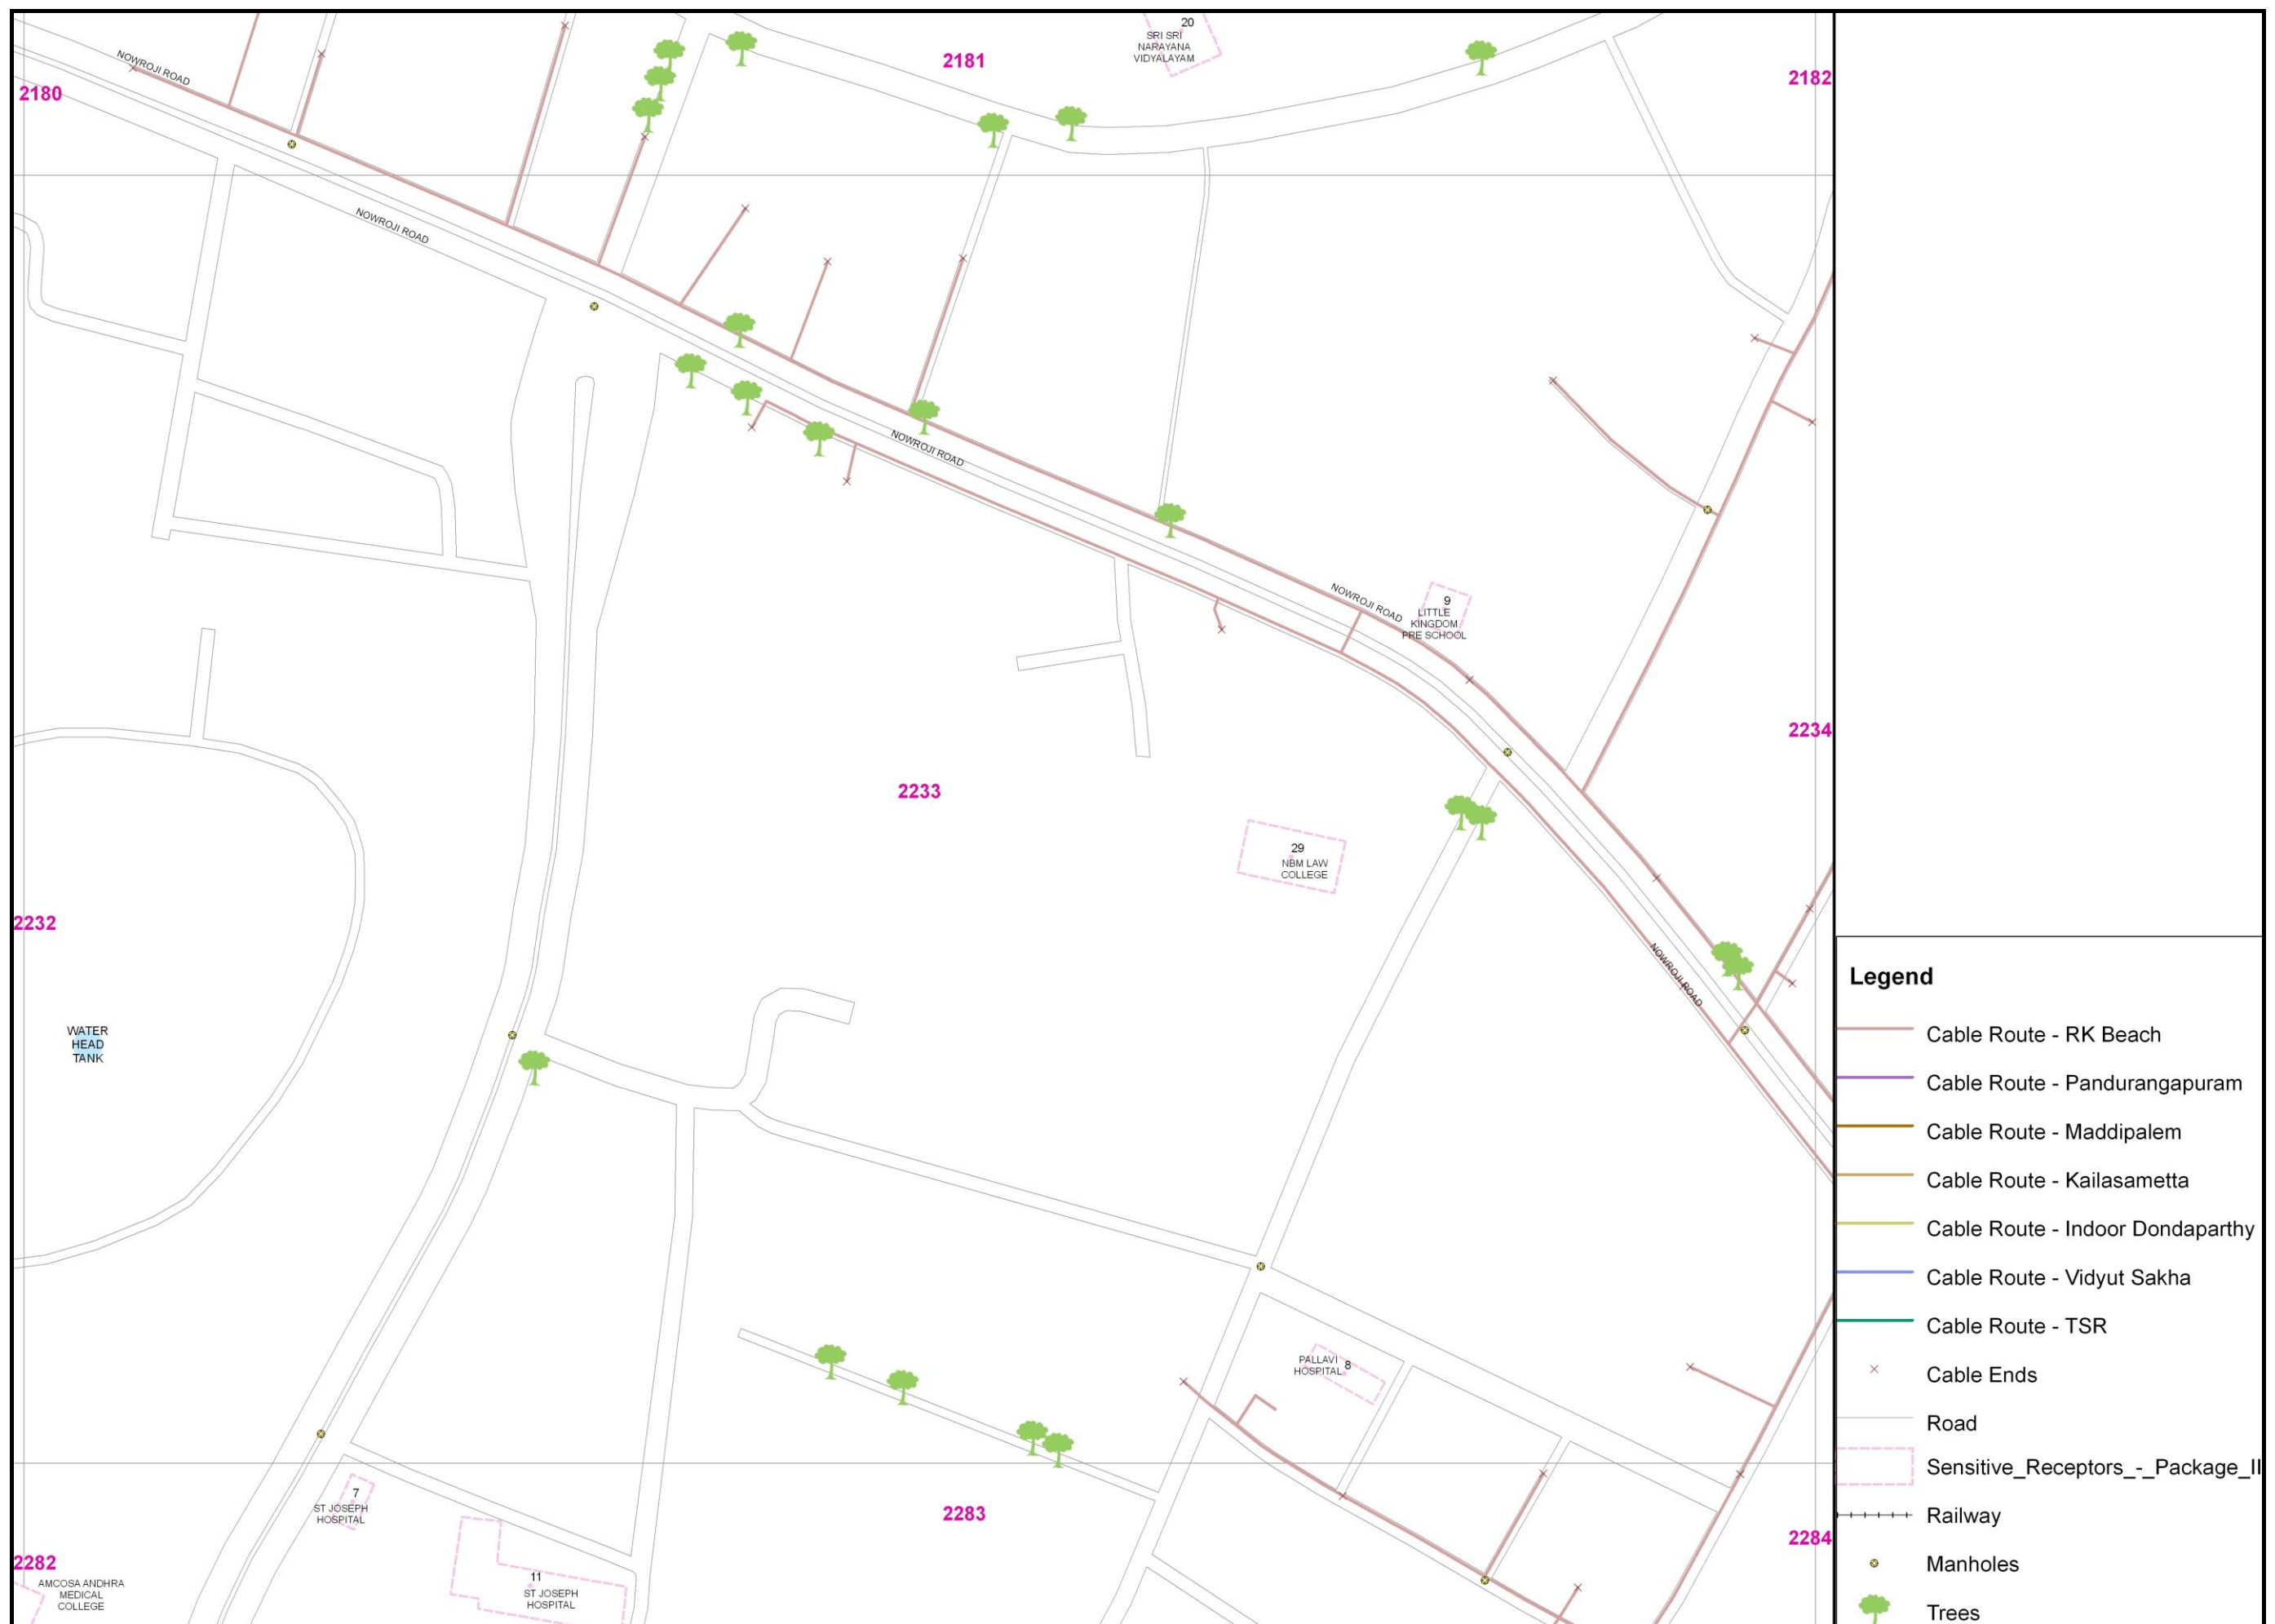 20
SRI SRI
NARAYANA
VIDYALAYAM
2181
2182
NOWROJI ROAD
2180
NOWROJI ROAD
NOWROJI ROAD
NOWROJI ROAD
9
LITTLE
KINGDOM
PRE SCHOOL
2234
2233
29
NBM LAW
COLLEGE
2232
NOWROJI ROAD
WATER
HEAD
TANK
PALLAVI
HOSPITAL
8
7
ST JOSEPH
HOSPITAL
2283
2284
2282
AMCOSA ANDHRA
MEDICAL
COLLEGE
11
ST JOSEPH
HOSPITAL
Legend
Cable Route - RK Beach
Cable Route - Pandurangapuram
Cable Route - Maddipalem
Cable Route - Kailasametta
Cable Route - Indoor Dondaparthy
Cable Route - Vidyut Sakha
Cable Route - TSR
Cable Ends
Road
Sensitive_Receptors_-_Package_II
Railway
Manholes
Trees